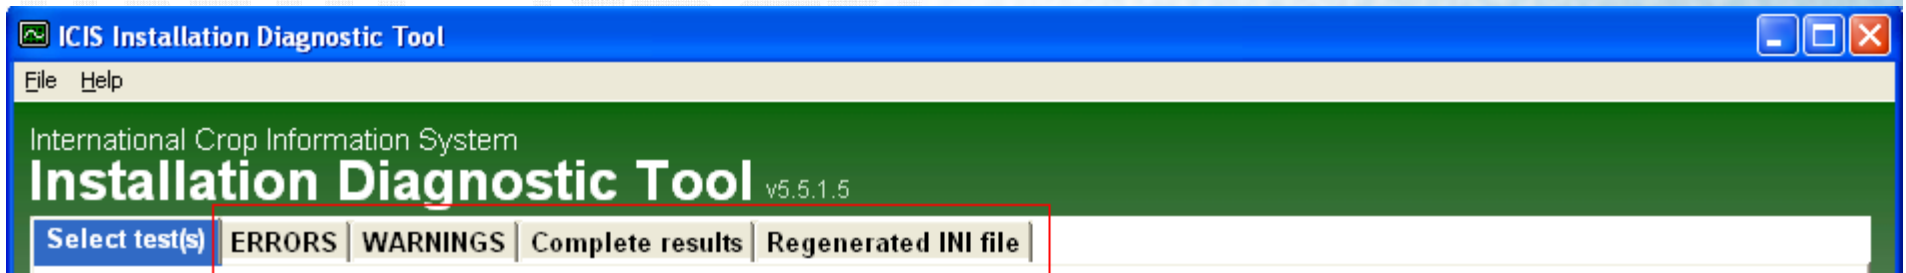 ICIS Installation Diagnostic Tool
File Help
International Crop Information System
Installation Diagnostic Tool v5.5.1.5
Select test(s) ERRORS WARNINGS Complete results Regenerated INI file